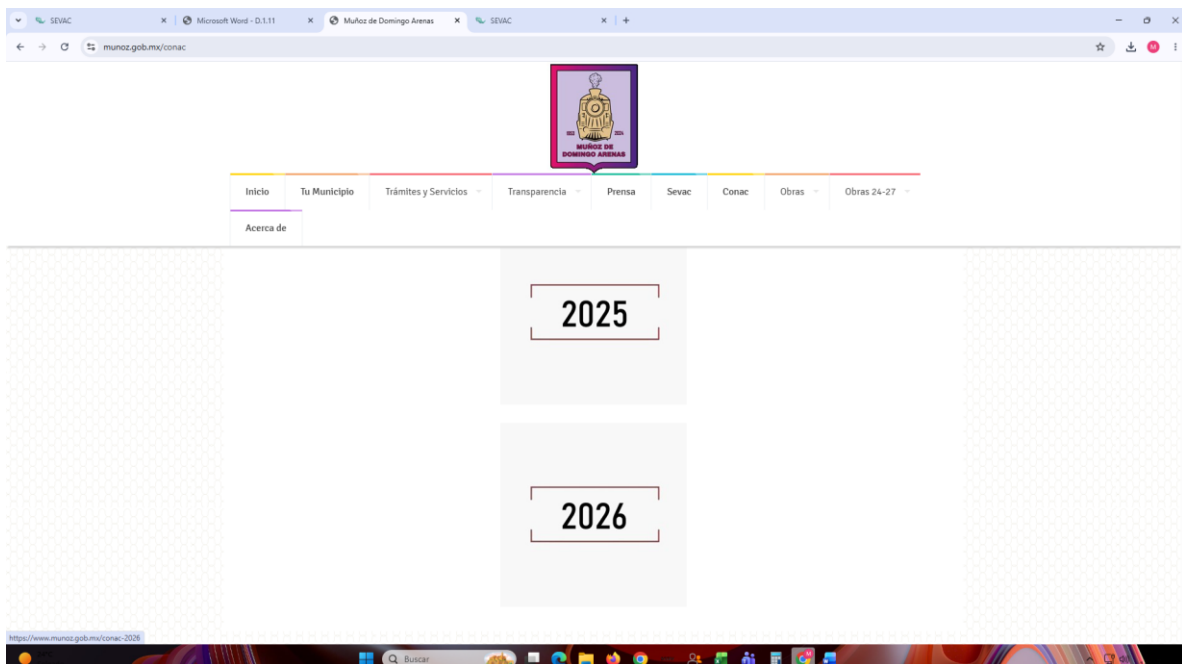 SEVAC
Microsoft Word - D.1.11
Muñoz de Domingo Arenas
SEVAC
munoz.gob.mx/conac
M
MUÑOZ DE
DOMINGO ARENAS
Inicio
Tu Municipio
Trámites y Servicios
Transparencia
Prensa
Sevac
Conac
Obras
Obras 24-27
Acerca de
2025
2026
https://www.munoz.gob.mx/conac-2026
Buscar